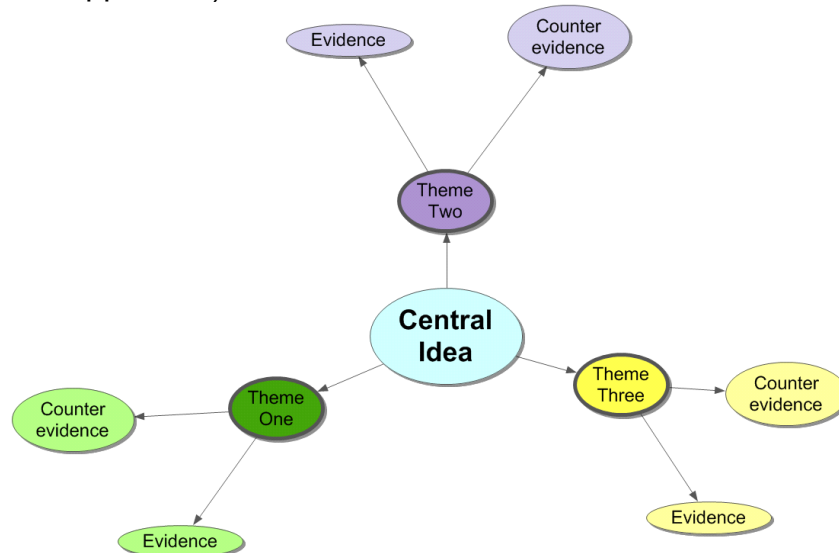 Evidence
Counter
evidence
Theme
Two
Central
Idea
Theme
Three
Counter
evidence
Theme
One
Counter
evidence
Evidence
Evidence